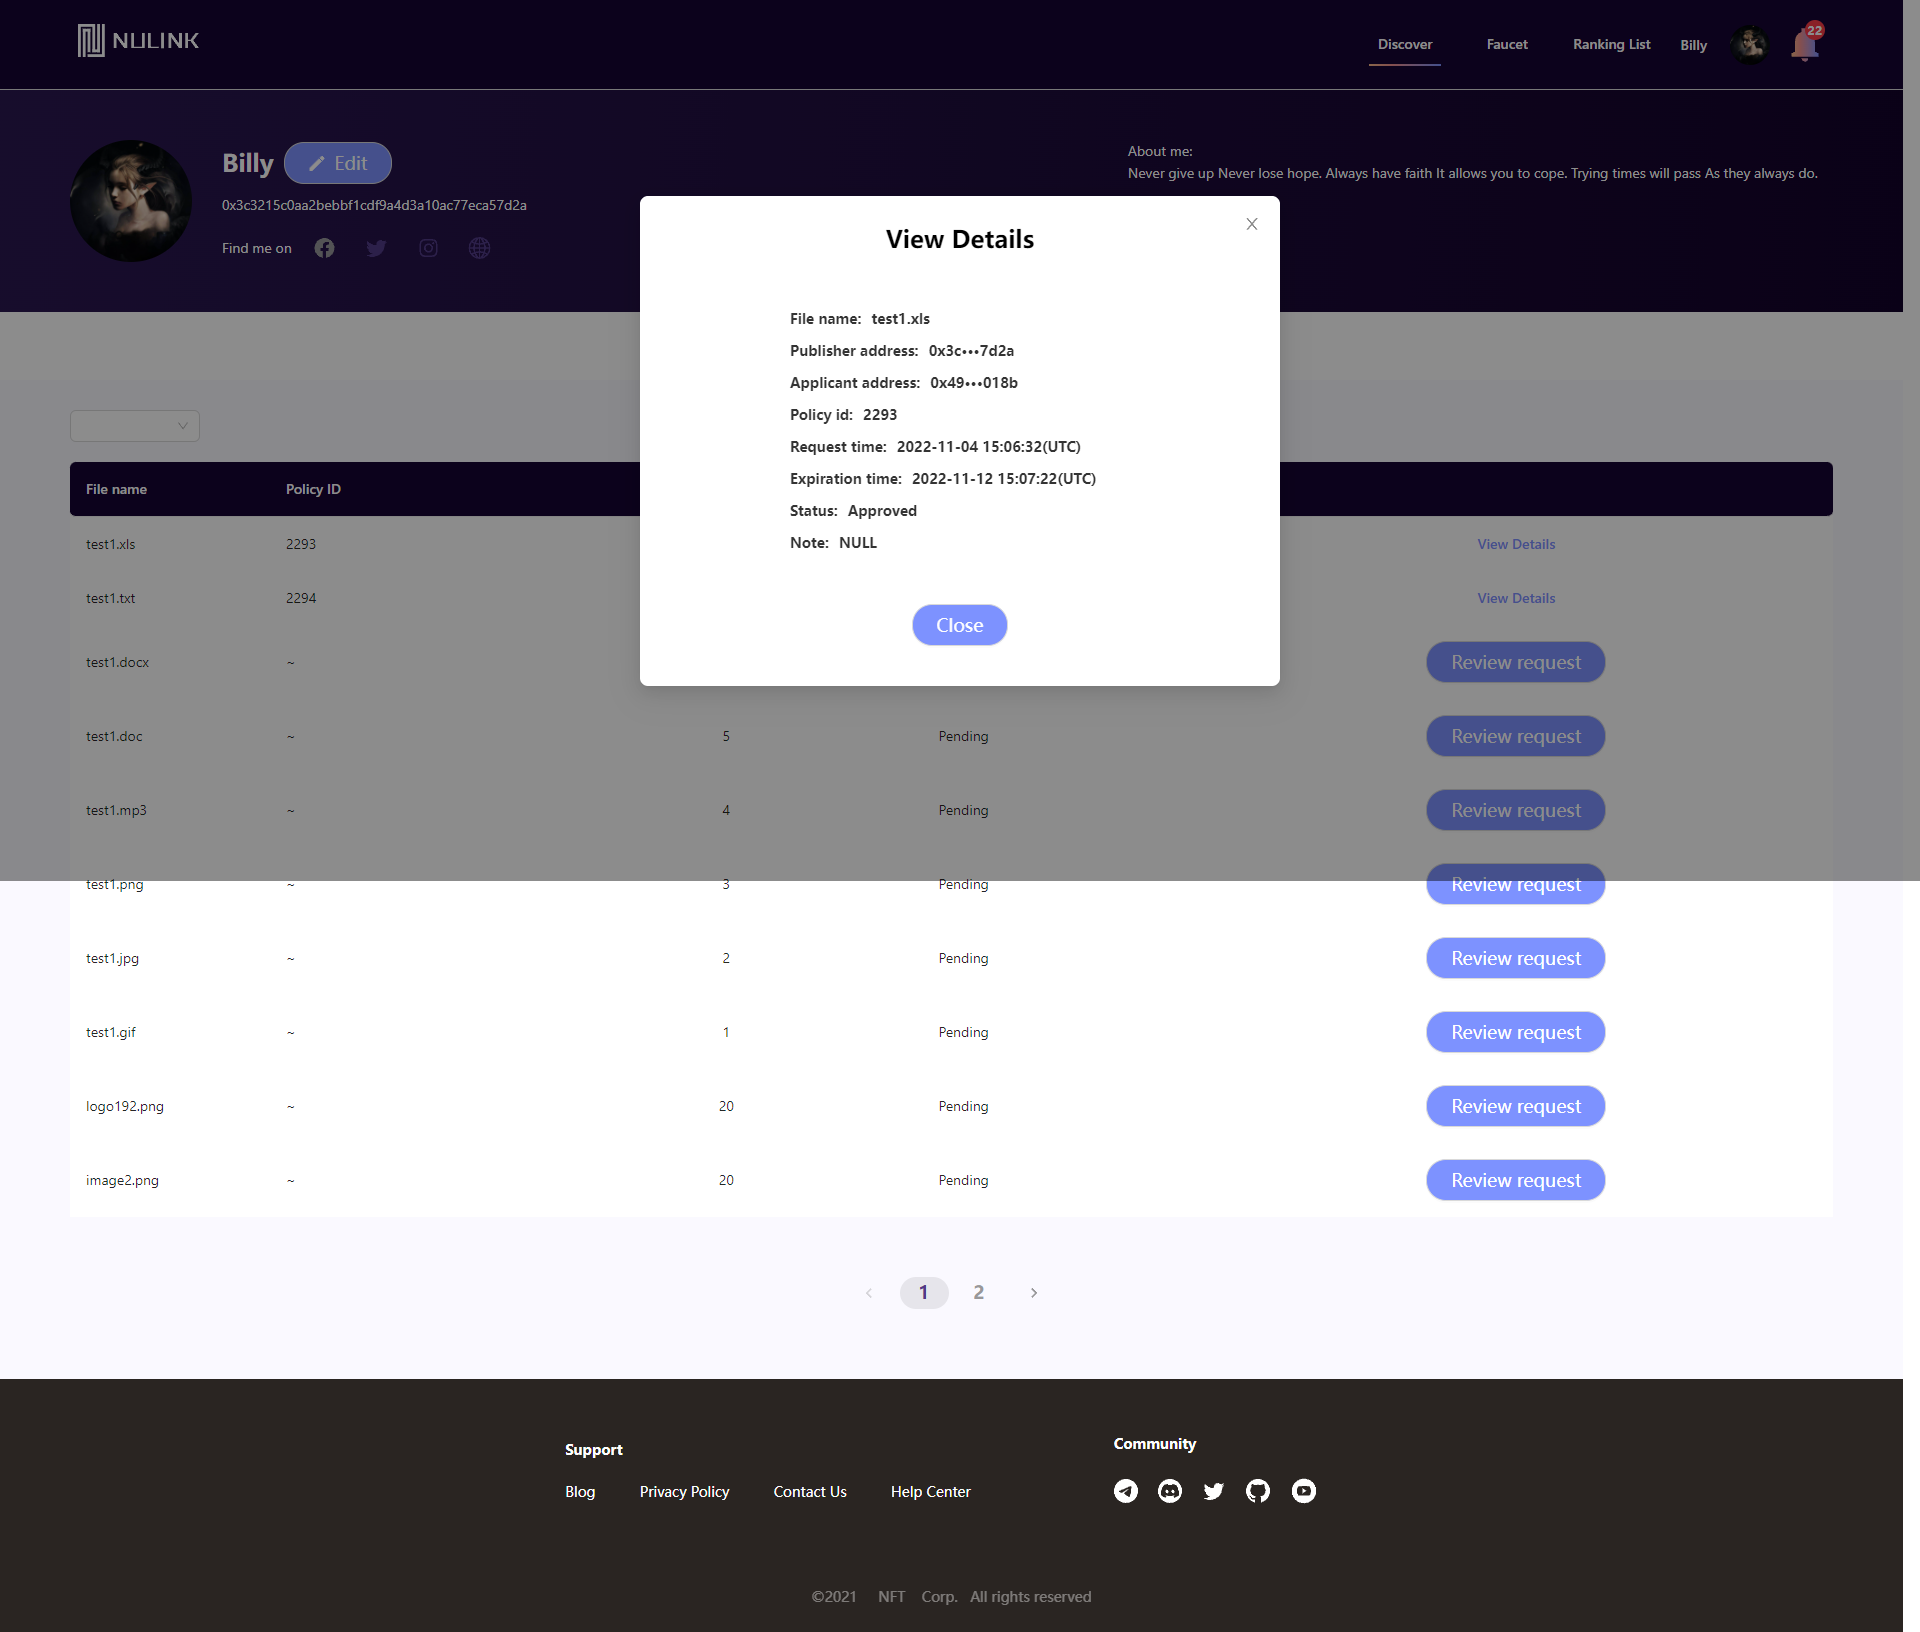 NULINK
Discover Faucet Ranking List Billy 22
Billy Edit
0x3c3215c0aa2bebbf1cdf9a4d3a10ac77eca57d2a
Find me on
About me:
Never give up Never lose hope. Always have faith It allows you to cope. Trying times will pass As they always do.
View Details
File name: test1.xls
Publisher address: 0x3c•••7d2a
Applicant address: 0x49•••018b
Policy id: 2293
Request time: 2022-11-04 15:06:32(UTC)
Expiration time: 2022-11-12 15:07:22(UTC)
Status: Approved
Note: NULL
Close
File name Policy ID
test1.xls 2293 View Details
test1.txt 2294 View Details
test1.docx ~ Review request
test1.doc ~ 5 Pending Review request
test1.mp3 ~ 4 Pending Review request
test1.png ~ 3 Pending Review request
test1.jpg ~ 2 Pending Review request
test1.gif ~ 1 Pending Review request
logo192.png ~ 20 Pending Review request
image2.png ~ 20 Pending Review request
1 2
Support
Blog Privacy Policy Contact Us Help Center
Community
©2021 NFT Corp. All rights reserved